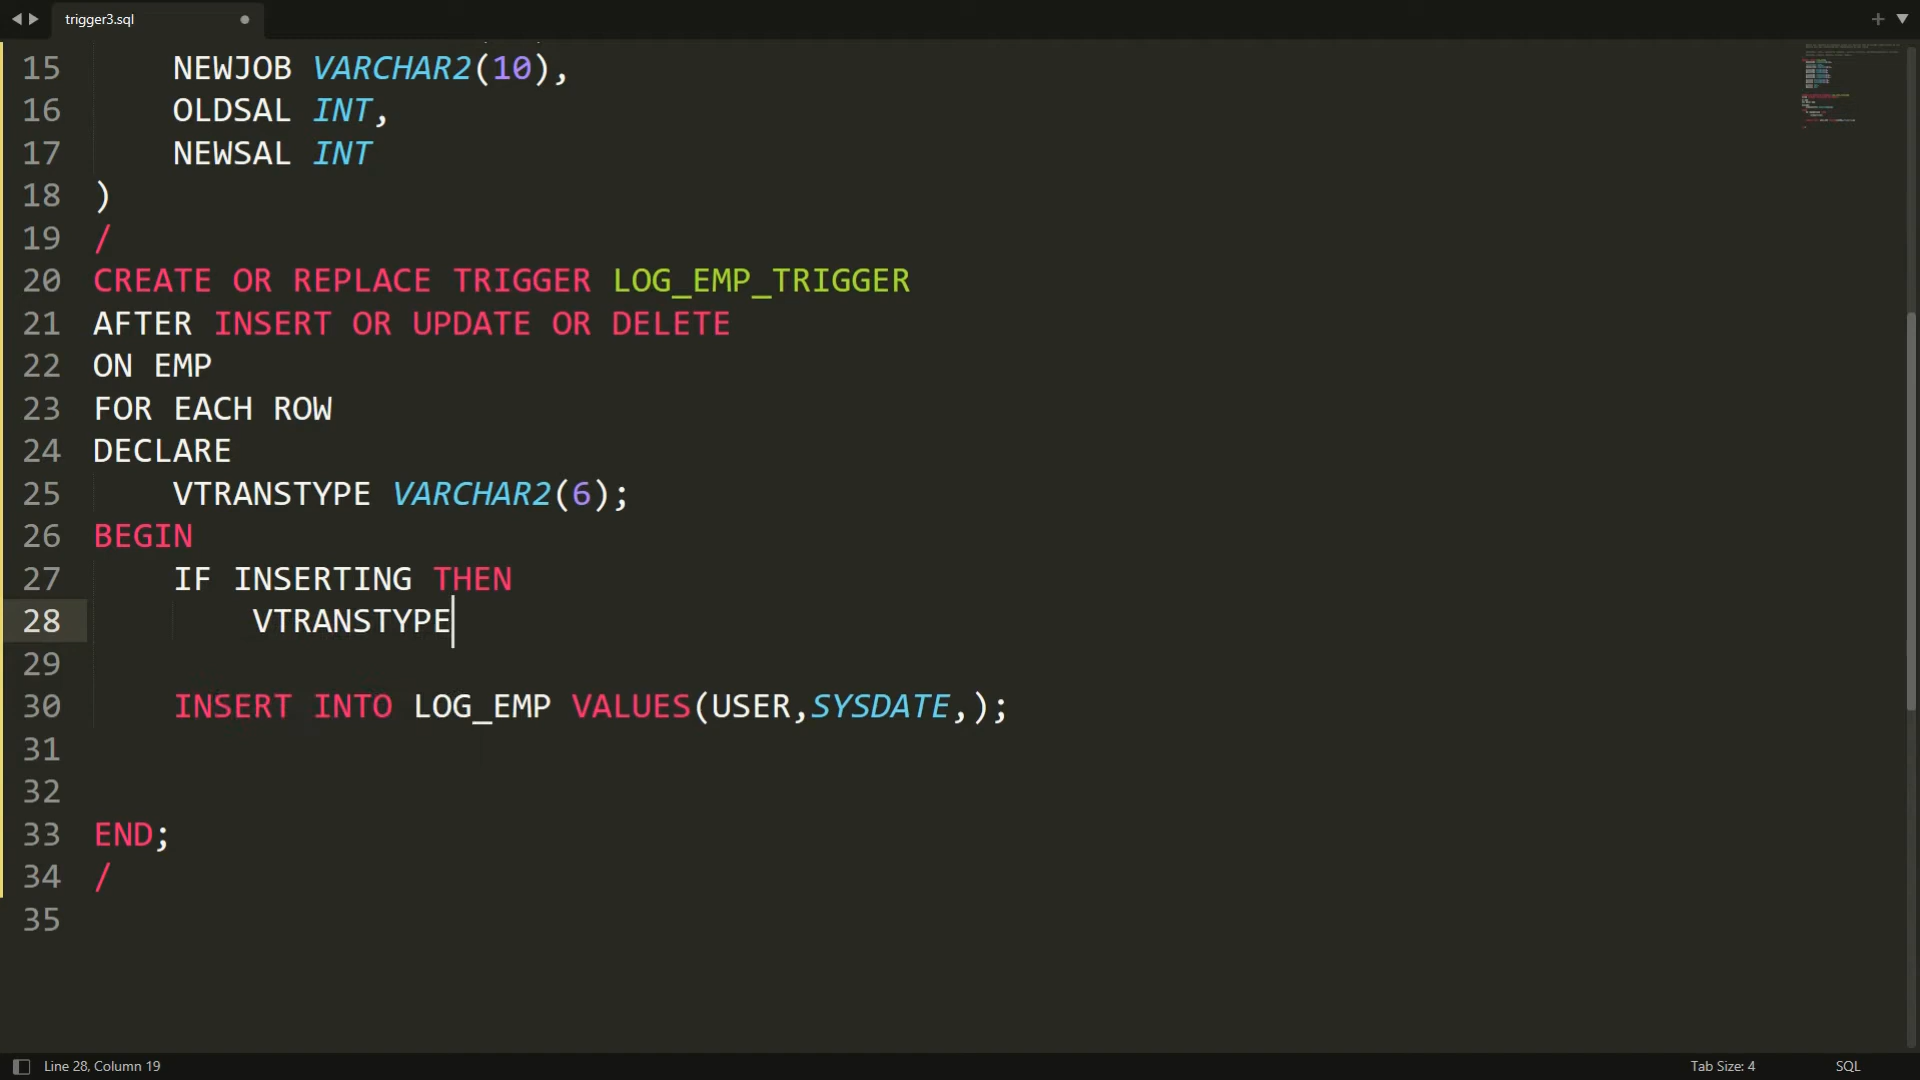 trigger3.sql
15 NEWJOB VARCHAR2(10),
16 OLDSAL INT,
17 NEWSAL INT
18 )
19 /
20 CREATE OR REPLACE TRIGGER LOG_EMP_TRIGGER
21 AFTER INSERT OR UPDATE OR DELETE
22 ON EMP
23 FOR EACH ROW
24 DECLARE
25 VTRANSTYPE VARCHAR2(6);
26 BEGIN
27 IF INSERTING THEN
28 VTRANSTYPE
29
30 INSERT INTO LOG_EMP VALUES(USER,SYSDATE,);
31
32
33 END;
34 /
35
Line 28, Column 19
Tab Size: 4
SQL